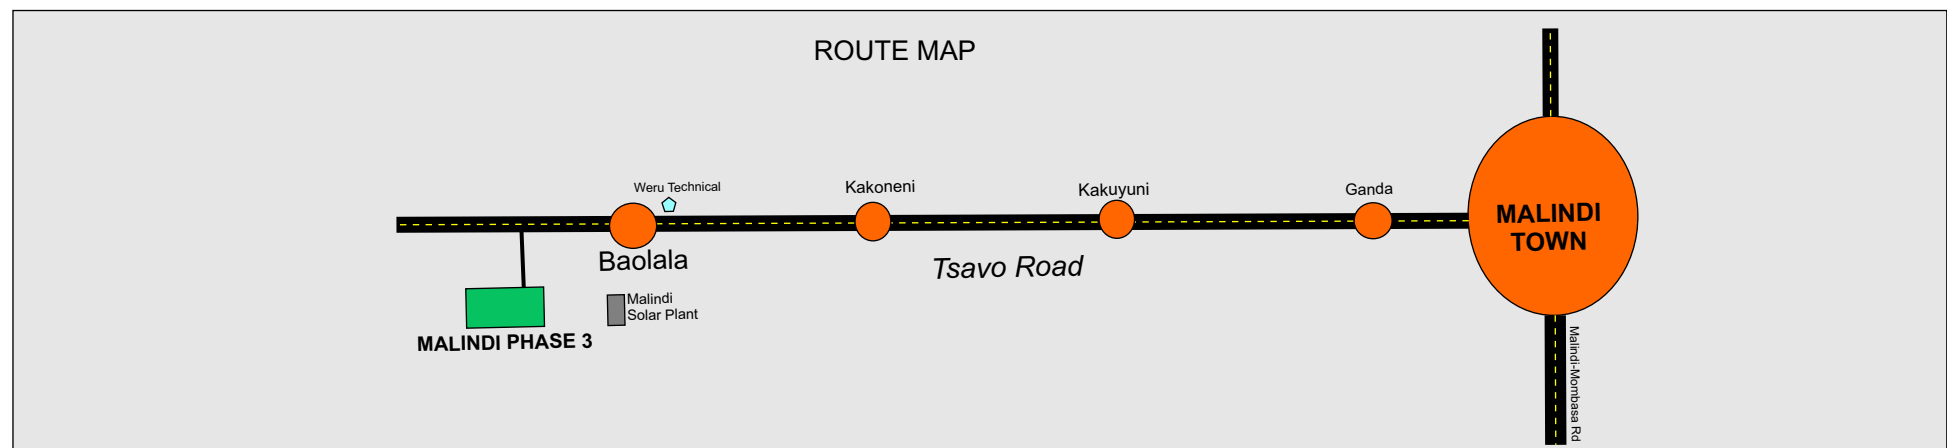 ROUTE MAP
Weru Technical
Kakoneni
Kakuyuni
Ganda
MALINDI
TOWN
Baolala
Tsavo Road
Malindi
Solar Plant
MALINDI PHASE 3
Malindi-Mombasa Rd